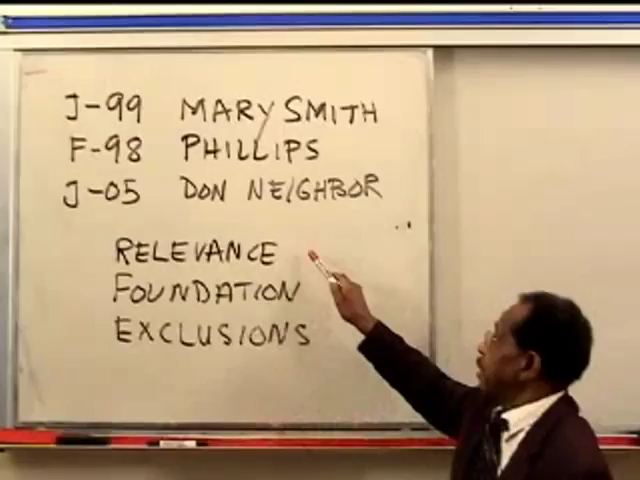 J-99 MARY SMITH
F-98 PHILLIPS
J-05 DON NEIGHBOR
RELEVANCE
FOUNDATION
EXCLUSIONS